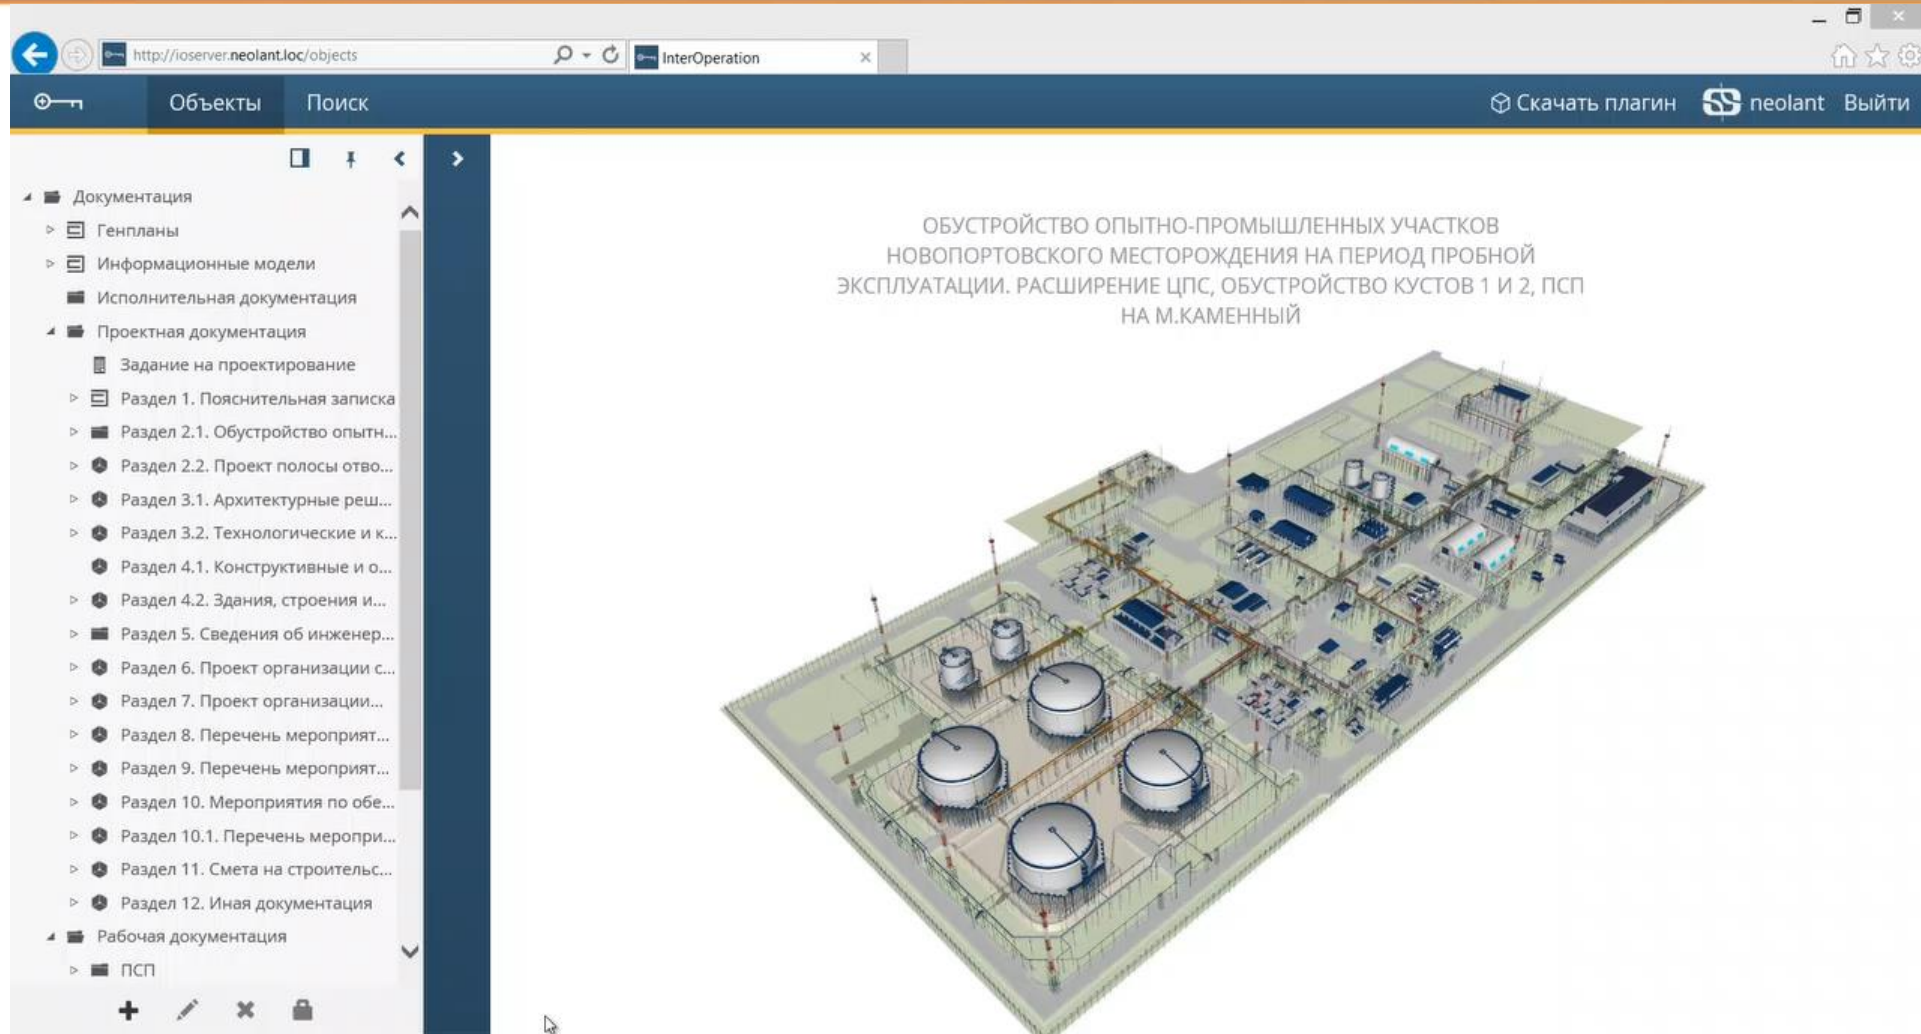 http://ioserver.neolant.loc/objects
InterOperation
Объекты
Поиск
Скачать плагин
neolant
Выйти
Документация
Генпланы
Информационные модели
Исполнительная документация
Проектная документация
Задание на проектирование
Раздел 1. Пояснительная записка
Раздел 2.1. Обустройство опытн...
Раздел 2.2. Проект полосы отво...
Раздел 3.1. Архитектурные реш...
Раздел 3.2. Технологические и к...
Раздел 4.1. Конструктивные и о...
Раздел 4.2. Здания, строения и...
Раздел 5. Сведения об инженер...
Раздел 6. Проект организации с...
Раздел 7. Проект организации...
Раздел 8. Перечень мероприят...
Раздел 9. Перечень мероприят...
Раздел 10. Мероприятия по обе...
Раздел 10.1. Перечень меропри...
Раздел 11. Смета на строительс...
Раздел 12. Иная документация
Рабочая документация
ПСП
ОБУСТРОЙСТВО ОПЫТНО-ПРОМЫШЛЕННЫХ УЧАСТКОВ
НОВОПОРТОВСКОГО МЕСТОРОЖДЕНИЯ НА ПЕРИОД ПРОБНОЙ
ЭКСПЛУАТАЦИИ. РАСШИРЕНИЕ ЦПС, ОБУСТРОЙСТВО КУСТОВ 1 И 2, ПСП
НА М.КАМЕННЫЙ